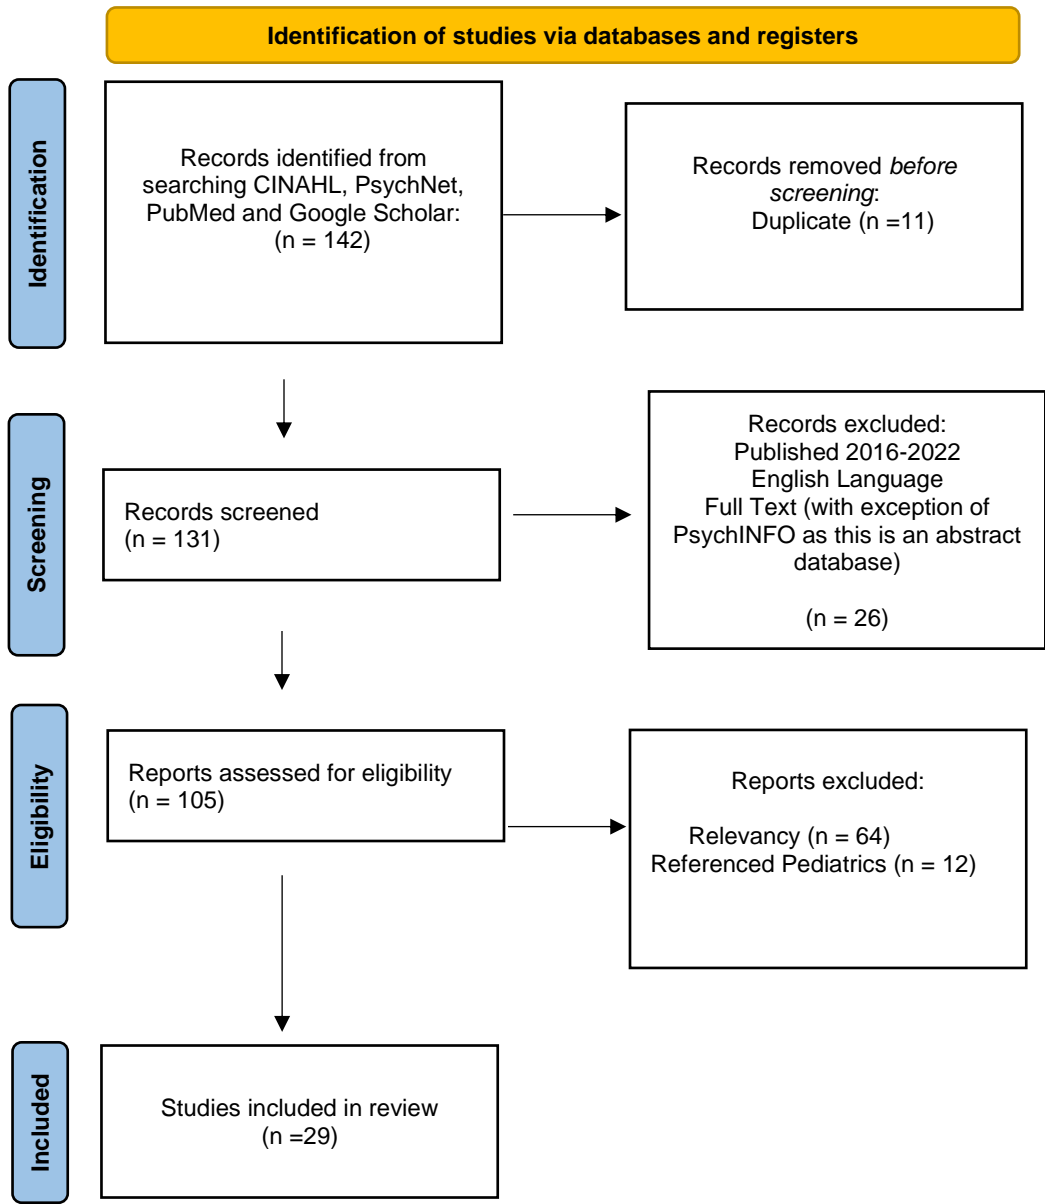 Identification of studies via databases and registers
Identification
Records identified from
searching CINAHL, PsychNet,
PubMed and Google Scholar:
(n = 142)
Records removed before
screening:
Duplicate (n =11)
Screening
Records screened
(n = 131)
Records excluded:
Published 2016-2022
English Language
Full Text (with exception of
PsychINFO as this is an abstract
database)
(n = 26)
Eligibility
Reports assessed for eligibility
(n = 105)
Reports excluded:
Relevancy (n = 64)
Referenced Pediatrics (n = 12)
Included
Studies included in review
(n =29)